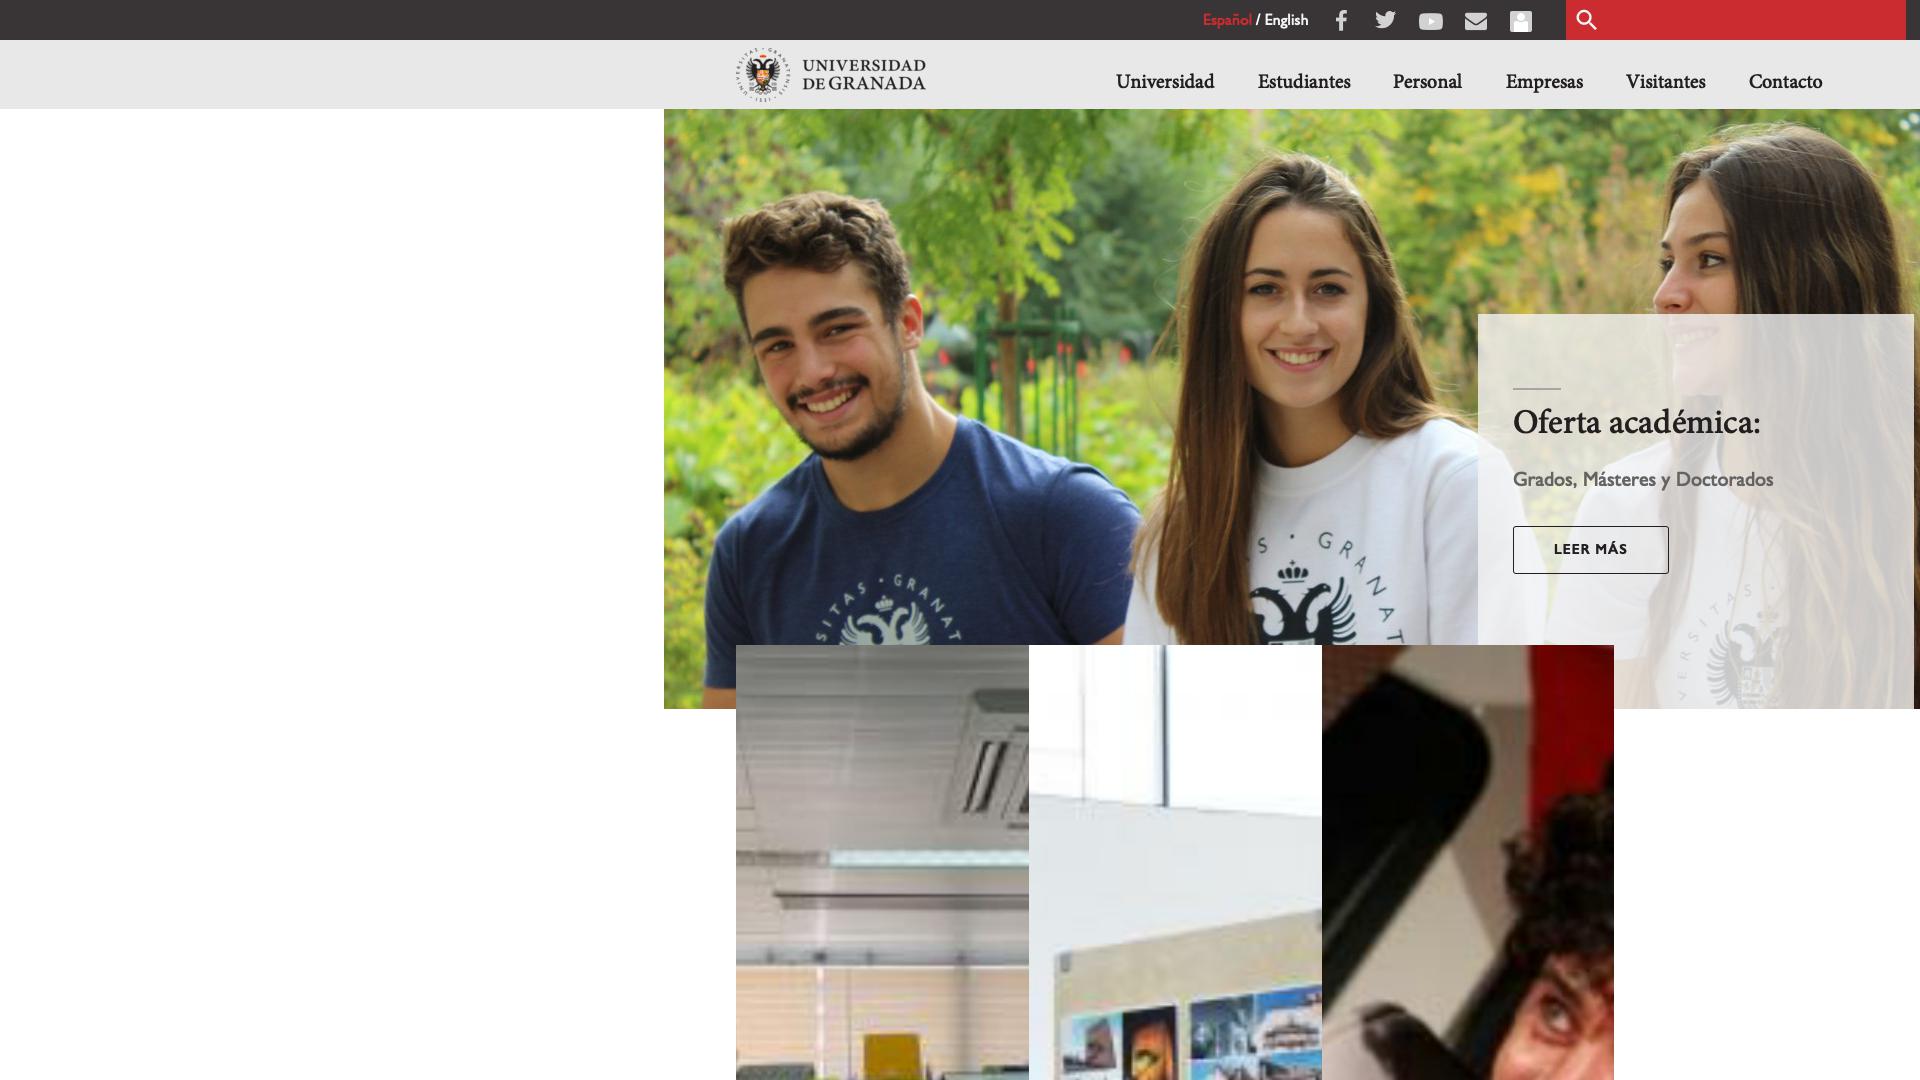 Español / English
UNIVERSIDAD
DE GRANADA
Universidad
Estudiantes
Personal
Empresas
Visitantes
Contacto
Oferta académica:
Grados, Másteres y Doctorados
LEER MÁS